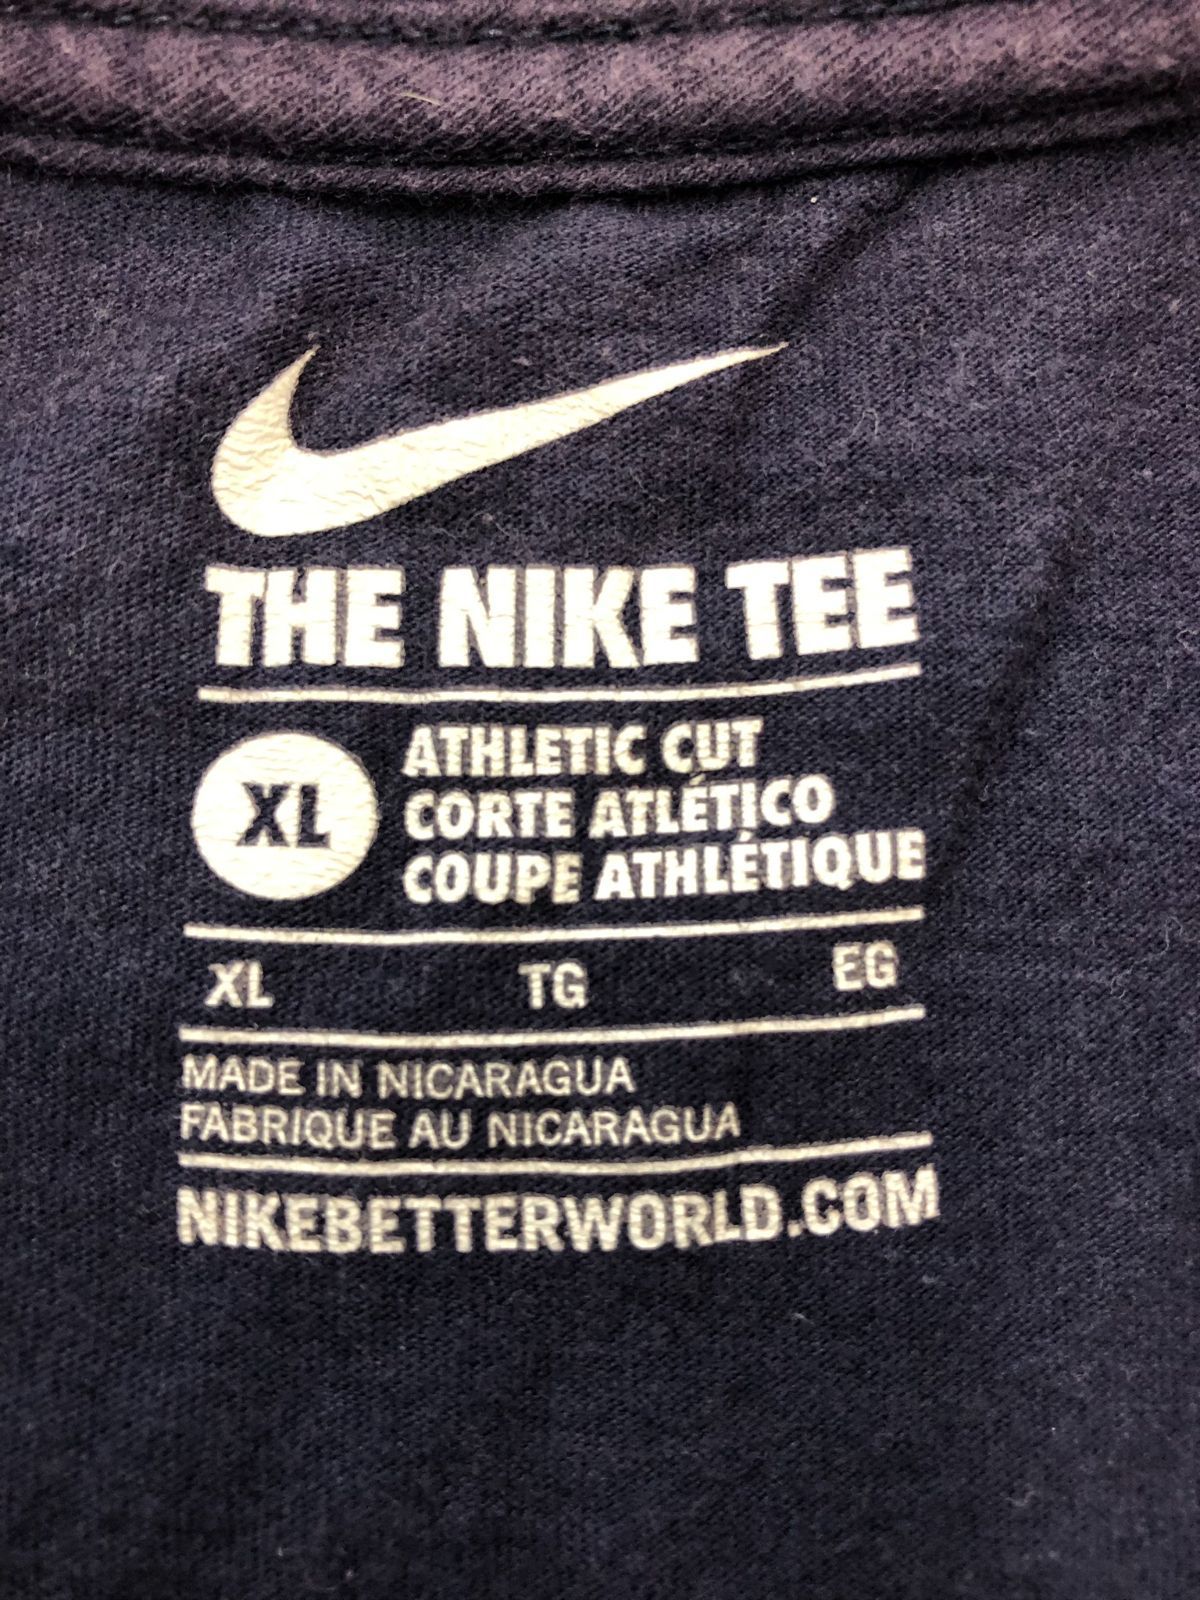 THE NIKE TEE
XL
ATHLETIC CUT
CORTE ATLÉTICO
COUPE ATHLÉTIQUE
XL TG EG
MADE IN NICARAGUA
FABRIQUE AU NICARAGUA
NIKEBETTERWORLD.COM